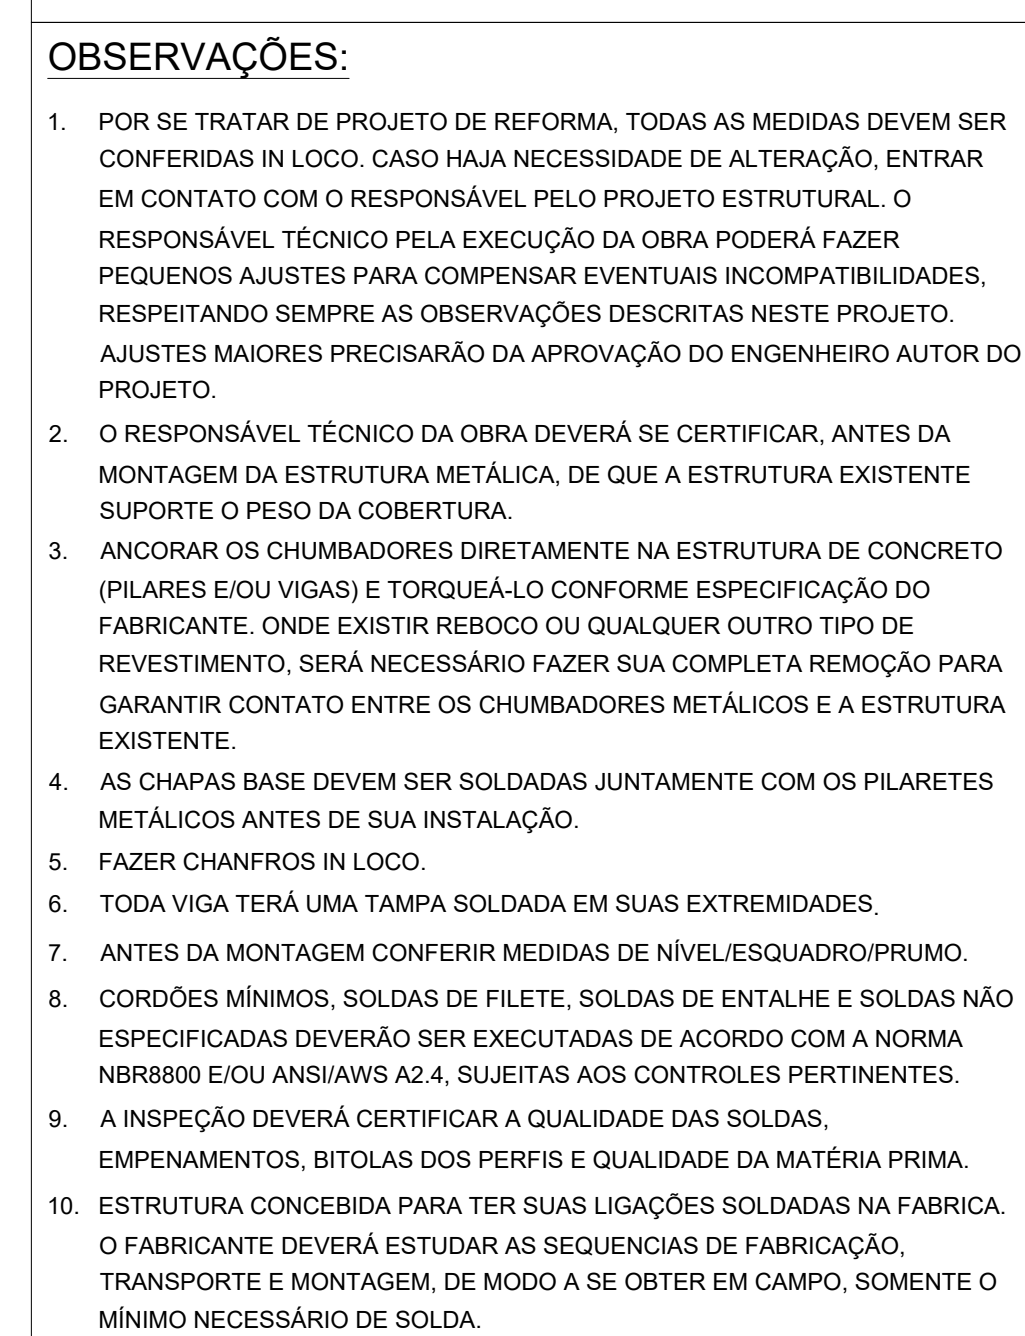 OBSERVAÇÕES:
1. POR SE TRATAR DE PROJETO DE REFORMA, TODAS AS MEDIDAS DEVEM SER
CONFERIDAS IN LOCO. CASO HAJA NECESSIDADE DE ALTERAÇÃO, ENTRAR
EM CONTATO COM O RESPONSÁVEL PELO PROJETO ESTRUTURAL. O
RESPONSÁVEL TÉCNICO PELA EXECUÇÃO DA OBRA PODERÁ FAZER
PEQUENOS AJUSTES PARA COMPENSAR EVENTUAIS INCOMPATIBILIDADES,
RESPEITANDO SEMPRE AS OBSERVAÇÕES DESCRITAS NESTE PROJETO.
AJUSTES MAIORES PRECISARÃO DA APROVAÇÃO DO ENGENHEIRO AUTOR DO
PROJETO.
2. O RESPONSÁVEL TÉCNICO DA OBRA DEVERÁ SE CERTIFICAR, ANTES DA
MONTAGEM DA ESTRUTURA METÁLICA, DE QUE A ESTRUTURA EXISTENTE
SUPORTE O PESO DA COBERTURA.
3. ANCORAR OS CHUMBADORES DIRETAMENTE NA ESTRUTURA DE CONCRETO
(PILARES E/OU VIGAS) E TORQUEÁ-LO CONFORME ESPECIFICAÇÃO DO
FABRICANTE. ONDE EXISTIR REBOCO OU QUALQUER OUTRO TIPO DE
REVESTIMENTO, SERÁ NECESSÁRIO FAZER SUA COMPLETA REMOÇÃO PARA
GARANTIR CONTATO ENTRE OS CHUMBADORES METÁLICOS E A ESTRUTURA
EXISTENTE.
4. AS CHAPAS BASE DEVEM SER SOLDADAS JUNTAMENTE COM OS PILARETES
METÁLICOS ANTES DE SUA INSTALAÇÃO.
5. FAZER CHANFROS IN LOCO.
6. TODA VIGA TERÁ UMA TAMPA SOLDADA EM SUAS EXTREMIDADES.
7. ANTES DA MONTAGEM CONFERIR MEDIDAS DE NÍVEL/ESQUADRO/PRUMO.
8. CORDÕES MÍNIMOS, SOLDAS DE FILETE, SOLDAS DE ENTALHE E SOLDAS NÃO
ESPECIFICADAS DEVERÃO SER EXECUTADAS DE ACORDO COM A NORMA
NBR8800 E/OU ANSI/AWS A2.4, SUJEITAS AOS CONTROLES PERTINENTES.
9. A INSPEÇÃO DEVERÁ CERTIFICAR A QUALIDADE DAS SOLDAS,
EMPENAMENTOS, BITOLAS DOS PERFIS E QUALIDADE DA MATÉRIA PRIMA.
10. ESTRUTURA CONCEBIDA PARA TER SUAS LIGAÇÕES SOLDADAS NA FABRICA.
O FABRICANTE DEVERÁ ESTUDAR AS SEQUENCIAS DE FABRICAÇÃO,
TRANSPORTE E MONTAGEM, DE MODO A SE OBTER EM CAMPO, SOMENTE O
MÍNIMO NECESSÁRIO DE SOLDA.